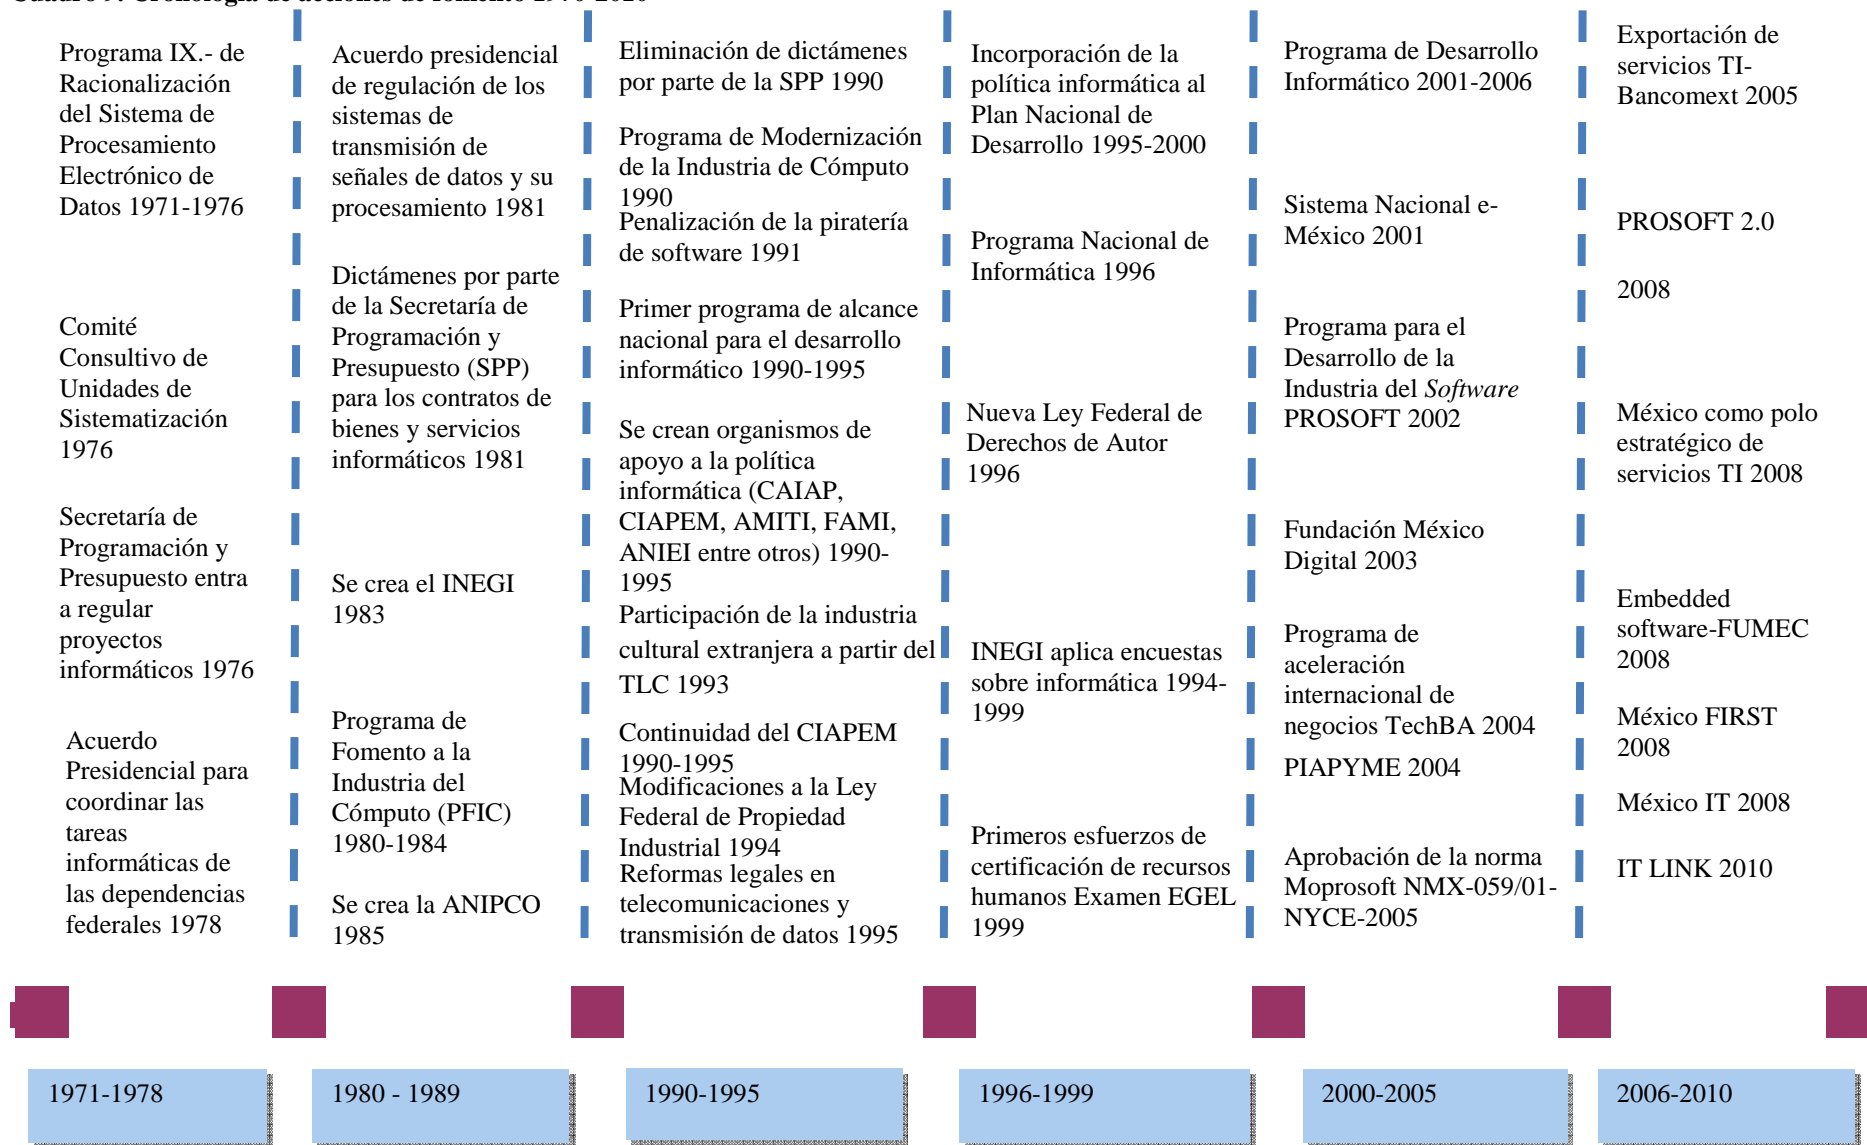 Cuadro 9. Cronología de acciones de fomento 1970-2010
Programa IX.- de
Racionalización
del Sistema de
Procesamiento
Electrónico de
Datos 1971-1976
Comité
Consultivo de
Unidades de
Sistematización
1976
Secretaría de
Programación y
Presupuesto entra
a regular
proyectos
informáticos 1976
Acuerdo
Presidencial para
coordinar las
tareas
informáticas de
las dependencias
federales 1978
Acuerdo presidencial
de regulación de los
sistemas de
transmisión de
señales de datos y su
procesamiento 1981
Dictámenes por parte
de la Secretaría de
Programación y
Presupuesto (SPP)
para los contratos de
bienes y servicios
informáticos 1981
Se crea el INEGI
1983
Programa de
Fomento a la
Industria del
Cómputo (PFIC)
1980-1984
Se crea la ANIPCO
1985
Eliminación de dictámenes
por parte de la SPP 1990
Programa de Modernización
de la Industria de Cómputo
1990
Penalización de la piratería
de software 1991
Primer programa de alcance
nacional para el desarrollo
informático 1990-1995
Se crean organismos de
apoyo a la política
informática (CAIAP,
CIAPEM, AMITI, FAMI,
ANIEI entre otros) 1990-
1995
Participación de la industria
cultural extranjera a partir del
TLC 1993
Continuidad del CIAPEM
1990-1995
Modificaciones a la Ley
Federal de Propiedad
Industrial 1994
Reformas legales en
telecomunicaciones y
transmisión de datos 1995
Incorporación de la
política informática al
Plan Nacional de
Desarrollo 1995-2000
Programa Nacional de
Informática 1996
Nueva Ley Federal de
Derechos de Autor
1996
INEGI aplica encuestas
sobre informática 1994-
1999
Primeros esfuerzos de
certificación de recursos
humanos Examen EGEL
1999
Programa de Desarrollo
Informático 2001-2006
Sistema Nacional e-
México 2001
Programa para el
Desarrollo de la
Industria del Software
PROSOFT 2002
Fundación México
Digital 2003
Programa de
aceleración
internacional de
negocios TechBA 2004
PIAPYME 2004
Aprobación de la norma
Moprosoft NMX-059/01-
NYCE-2005
Exportación de
servicios TI-
Bancomext 2005
PROSOFT 2.0
2008
México como polo
estratégico de
servicios TI 2008
Embedded
software-FUMEC
2008
México FIRST
2008
México IT 2008
IT LINK 2010
1971-1978
1980 - 1989
1990-1995
1996-1999
2000-2005
2006-2010